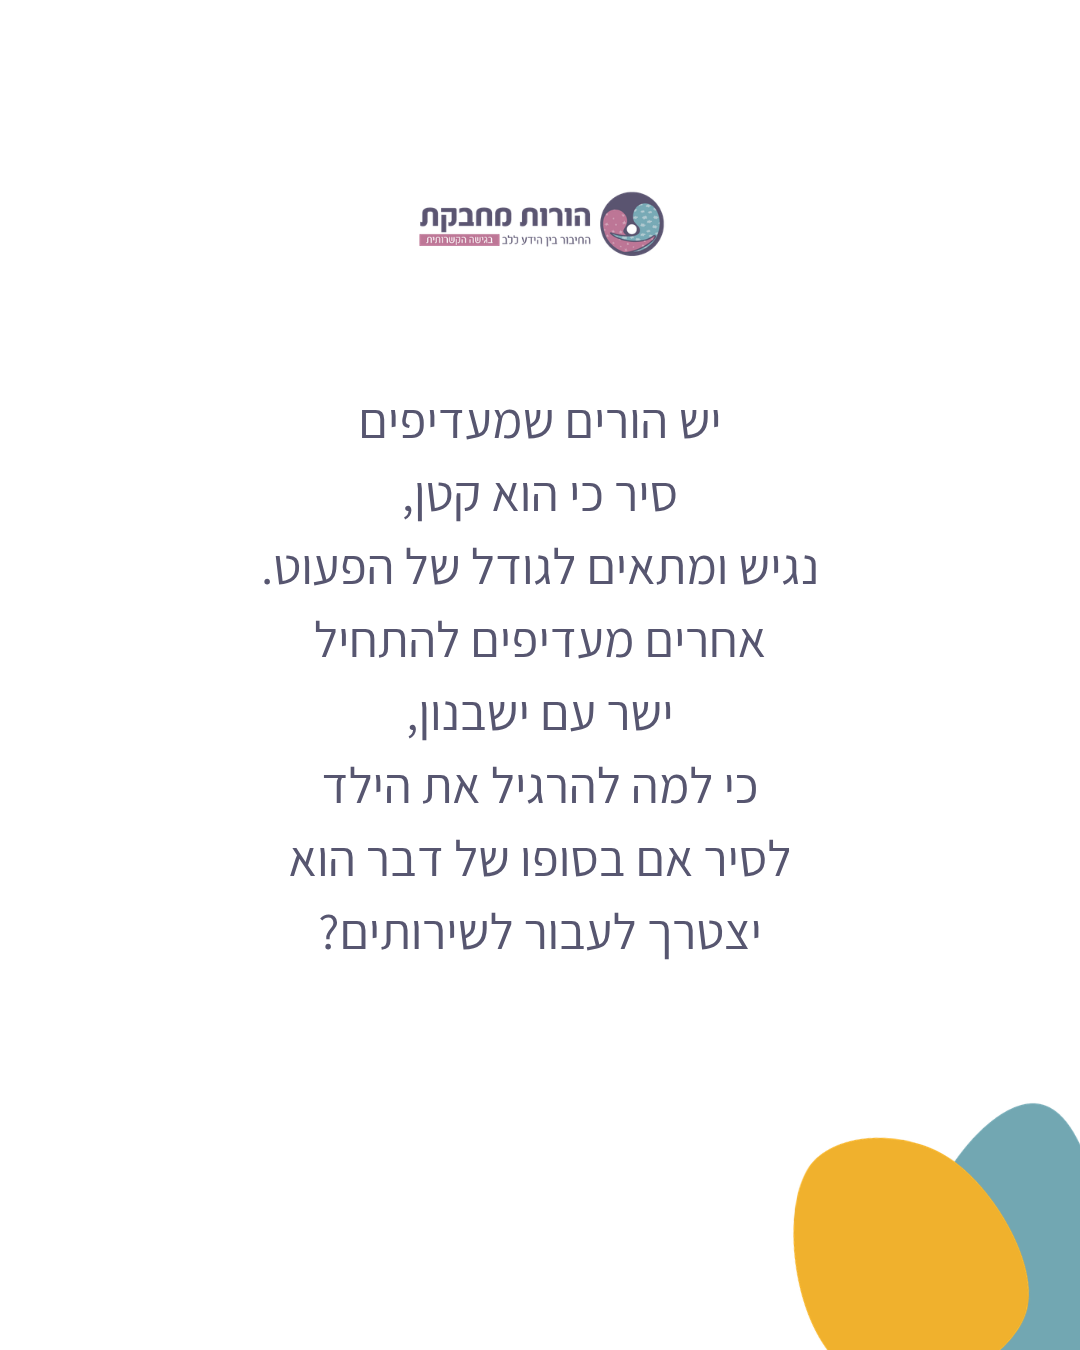 הורות מחבקת
החיבור בין הידע ללב בגישה הקשרותית
יש הורים שמעדיפים
סיר כי הוא קטן,
נגיש ומתאים לגודל של הפעוט.
אחרים מעדיפים להתחיל
ישר עם ישבנון,
כי למה להרגיל את הילד
לסיר אם בסופו של דבר הוא
יצטרך לעבור לשירותים?